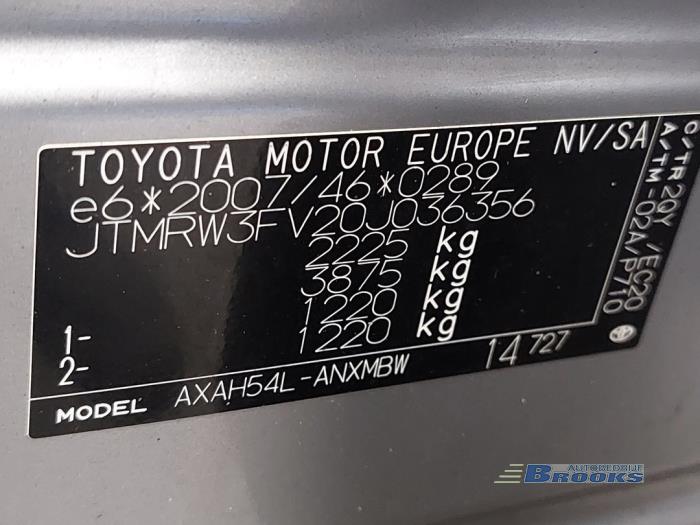 TOYOTA MOTOR EUROPE NV/SA
e6*2007/46*0289
JTMRW3FV20J036356
2225 kg
3875 kg
1- 1220 kg
2- 1220 kg
MODEL AXAH54L-ANXMBW
14 727
C/TR 2QY /EC20
A/TM -02A/P710
AUTOBEDRIJF
BROOKS